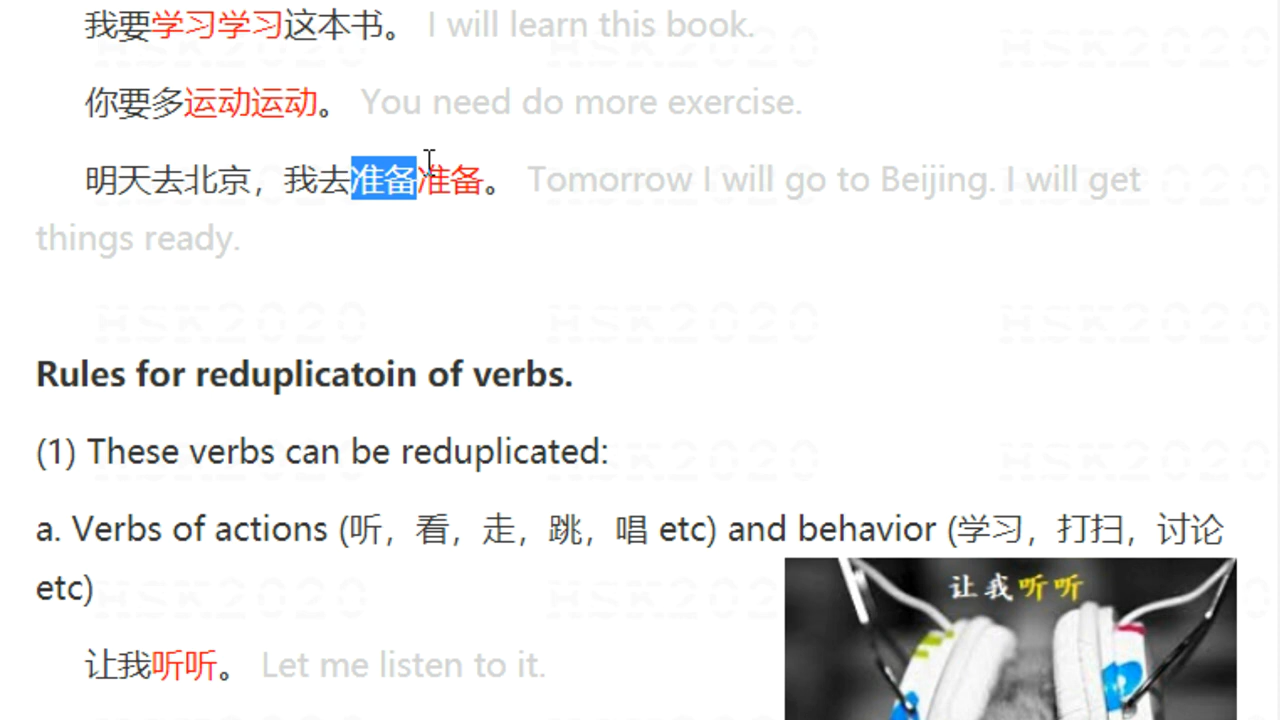 我要学习学习这本书。 I will learn this book.
你要多运动运动。 You need do more exercise.
明天去北京，我去准备准备。 Tomorrow I will go to Beijing. I will get
things ready.
HSK2020 HSK2020 HSK2020
Rules for reduplicatoin of verbs.
(1) These verbs can be reduplicated:
a. Verbs of actions (听，看，走，跳，唱 etc) and behavior (学习，打扫，讨论
etc)
让我听听
让我听听。 Let me listen to it.